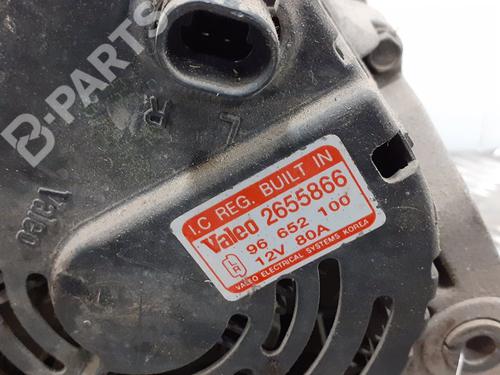 B-PARTS
R L
Valeo
I.C REG. BUILT IN
Valeo 2655866
96 652 100
12V 80A
VALEO ELECTRICAL SYSTEMS KOREA